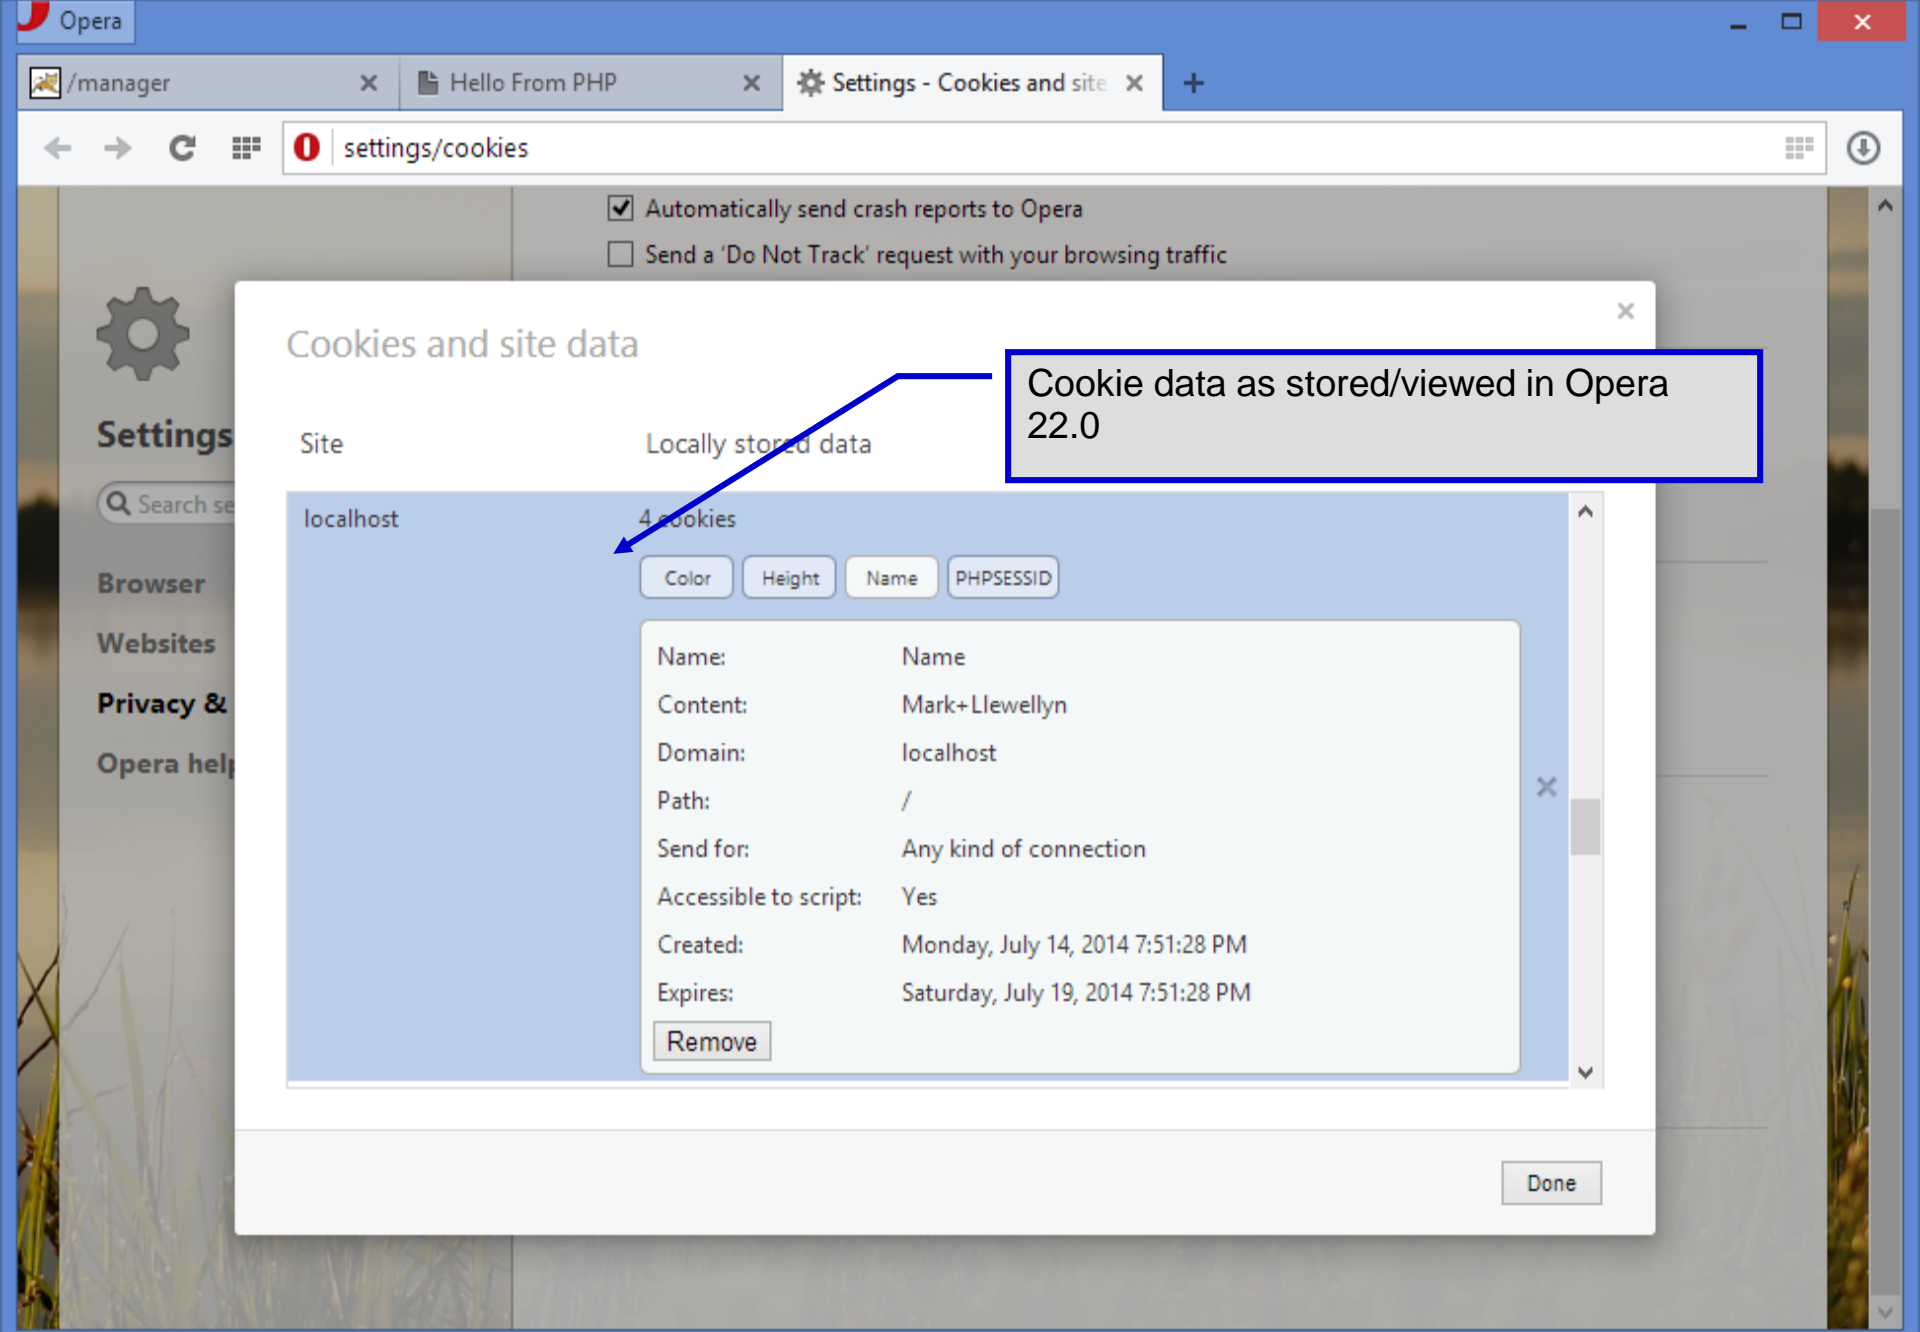 Opera
/manager
Hello From PHP
Settings - Cookies and site
settings/cookies
Automatically send crash reports to Opera
Send a 'Do Not Track' request with your browsing traffic
Cookies and site data
Cookie data as stored/viewed in Opera
22.0
Settings
Site
Locally stored data
Search se
localhost
4 cookies
Color
Height
Name
PHPSESSID
Browser
Websites
Privacy &
Opera help
Name: Name
Content: Mark+Llewellyn
Domain: localhost
Path: /
Send for: Any kind of connection
Accessible to script: Yes
Created: Monday, July 14, 2014 7:51:28 PM
Expires: Saturday, July 19, 2014 7:51:28 PM
Remove
Done